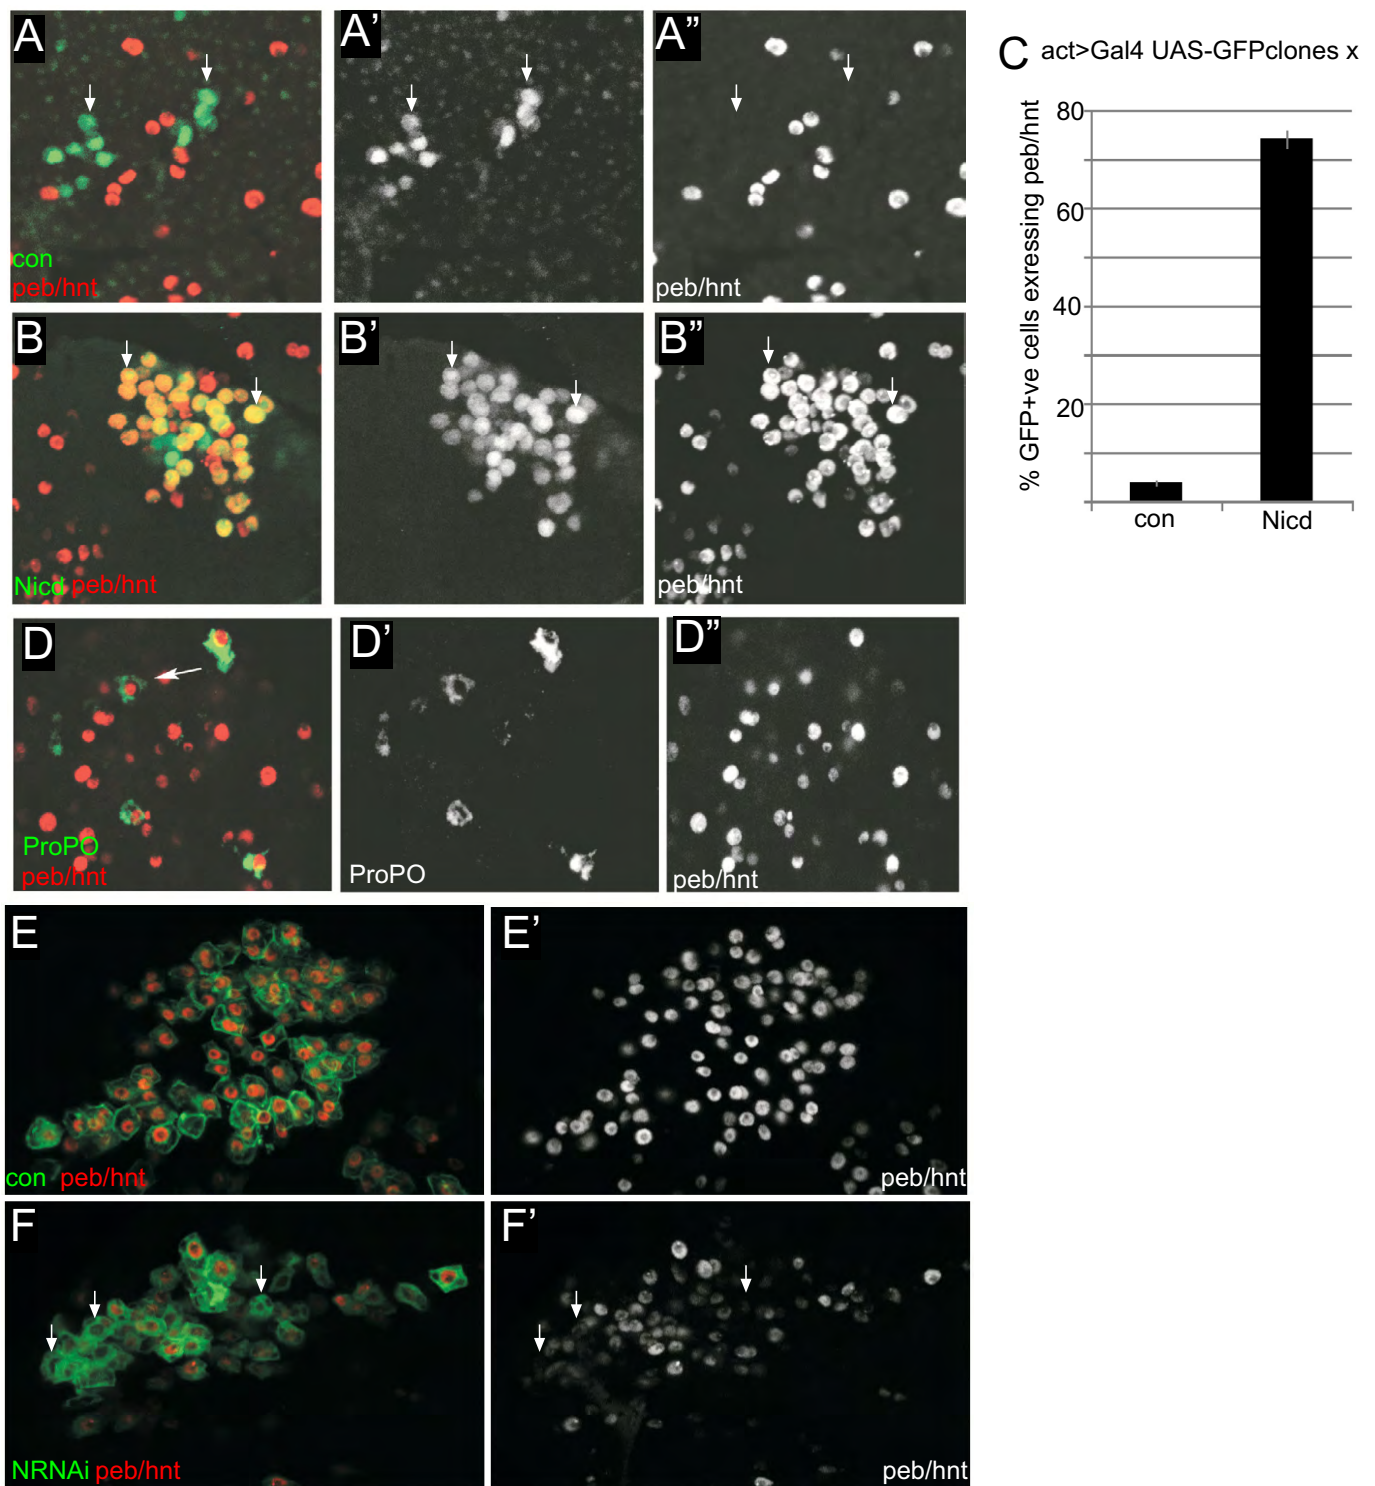 A
A’
A”
con
peb/hnt
peb/hnt
C act>Gal4 UAS-GFPclones x
% GFP+ve cells exressing peb/hnt
80
60
40
20
con
Nicd
B
B’
B”
Nicd peb/hnt
peb/hnt
D
D’
D”
ProPO
peb/hnt
ProPO
peb/hnt
E
E’
con peb/hnt
peb/hnt
F
F’
NRNAi peb/hnt
peb/hnt